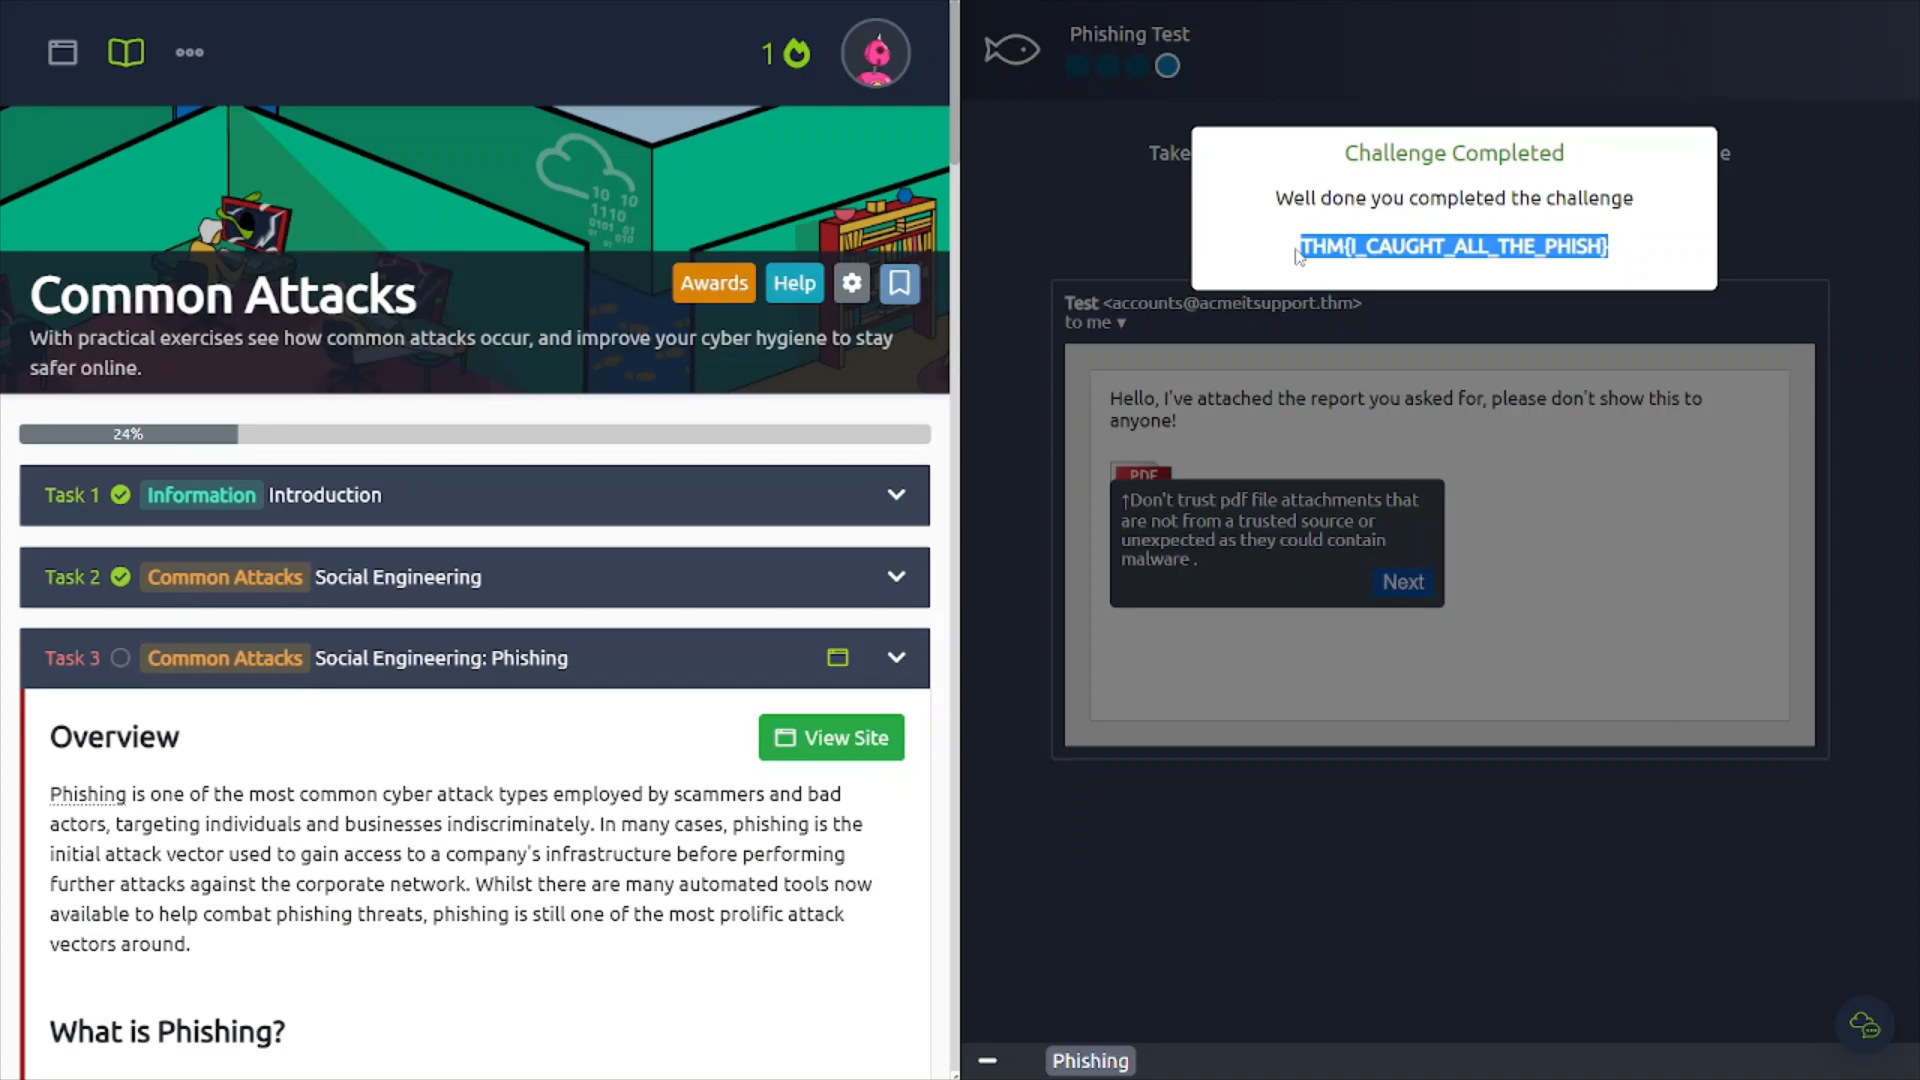 1
Awards
Help
Common Attacks
With practical exercises see how common attacks occur, and improve your cyber hygiene to stay
safer online.
24%
Task 1 Information Introduction
Task 2 Common Attacks Social Engineering
Task 3 Common Attacks Social Engineering: Phishing
Overview
View Site
Phishing is one of the most common cyber attack types employed by scammers and bad
actors, targeting individuals and businesses indiscriminately. In many cases, phishing is the
initial attack vector used to gain access to a company's infrastructure before performing
further attacks against the corporate network. Whilst there are many automated tools now
available to help combat phishing threats, phishing is still one of the most prolific attack
vectors around.
What is Phishing?
Phishing Test
Take
e
Challenge Completed
Well done you completed the challenge
THM{I_CAUGHT_ALL_THE_PHISH}
Test <accounts@acmeitsupport.thm>
to me ▾
Hello, I've attached the report you asked for, please don't show this to
anyone!
PDF
↑Don't trust pdf file attachments that
are not from a trusted source or
unexpected as they could contain
malware .
Next
Phishing